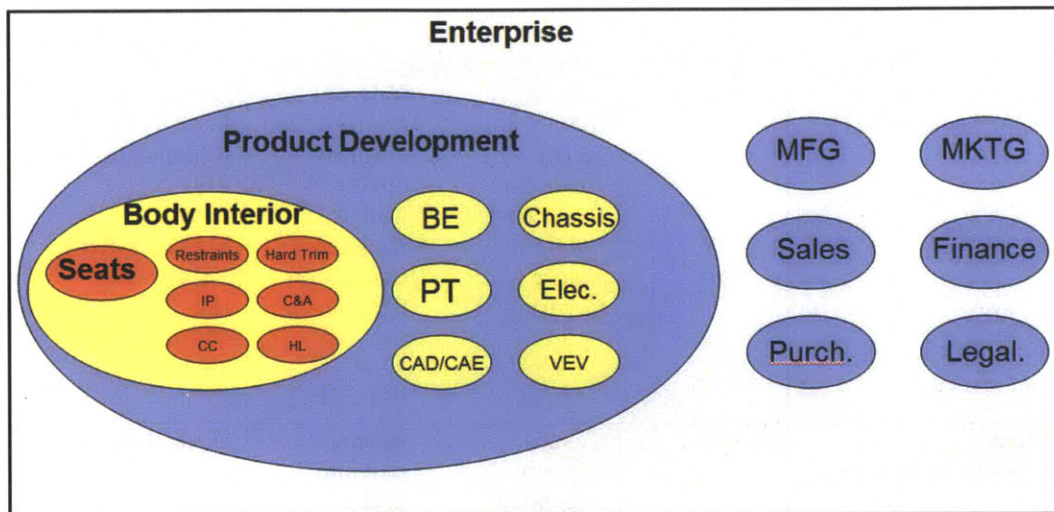 Enterprise
Product Development
Body Interior
Seats
Restraints
Hard Trim
IP
C&A
CC
HL
BE
Chassis
PT
Elec.
CAD/CAE
VEV
MFG
MKTG
Sales
Finance
Purch.
Legal.